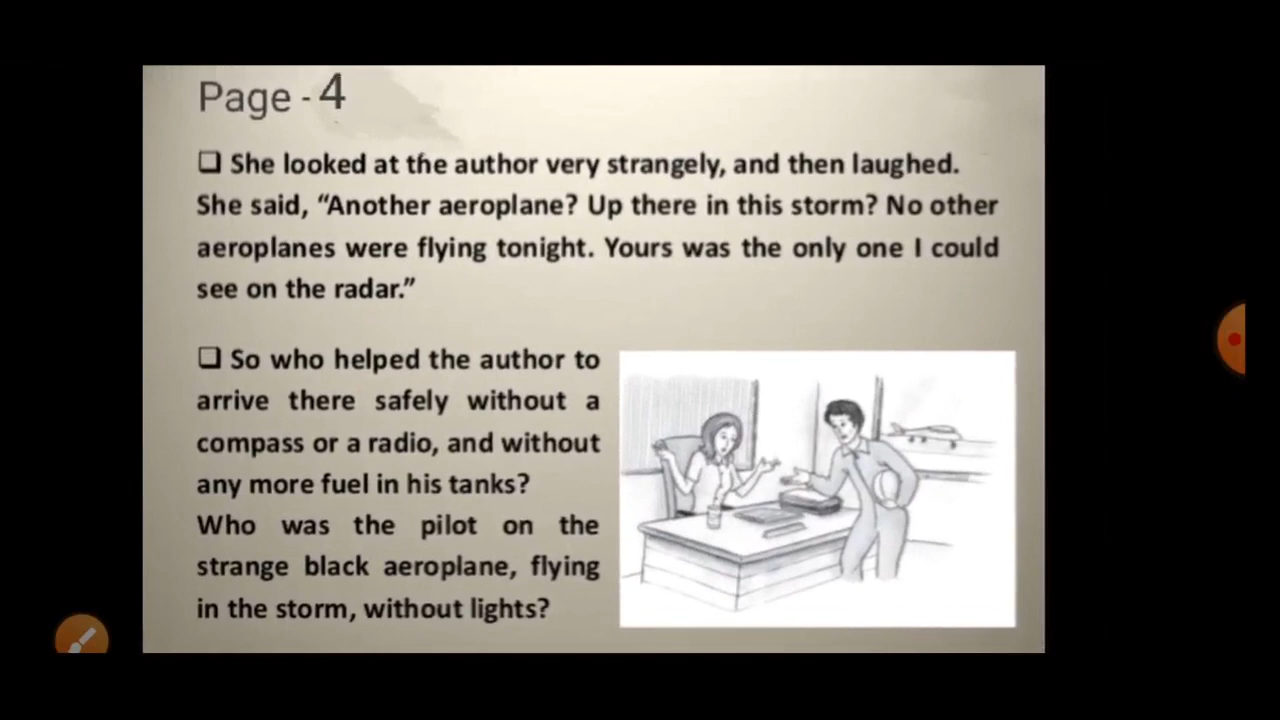 Page - 4
❑ She looked at the author very strangely, and then laughed.
She said, “Another aeroplane? Up there in this storm? No other
aeroplanes were flying tonight. Yours was the only one I could
see on the radar.”
❑ So who helped the author to
arrive there safely without a
compass or a radio, and without
any more fuel in his tanks?
Who was the pilot on the
strange black aeroplane, flying
in the storm, without lights?